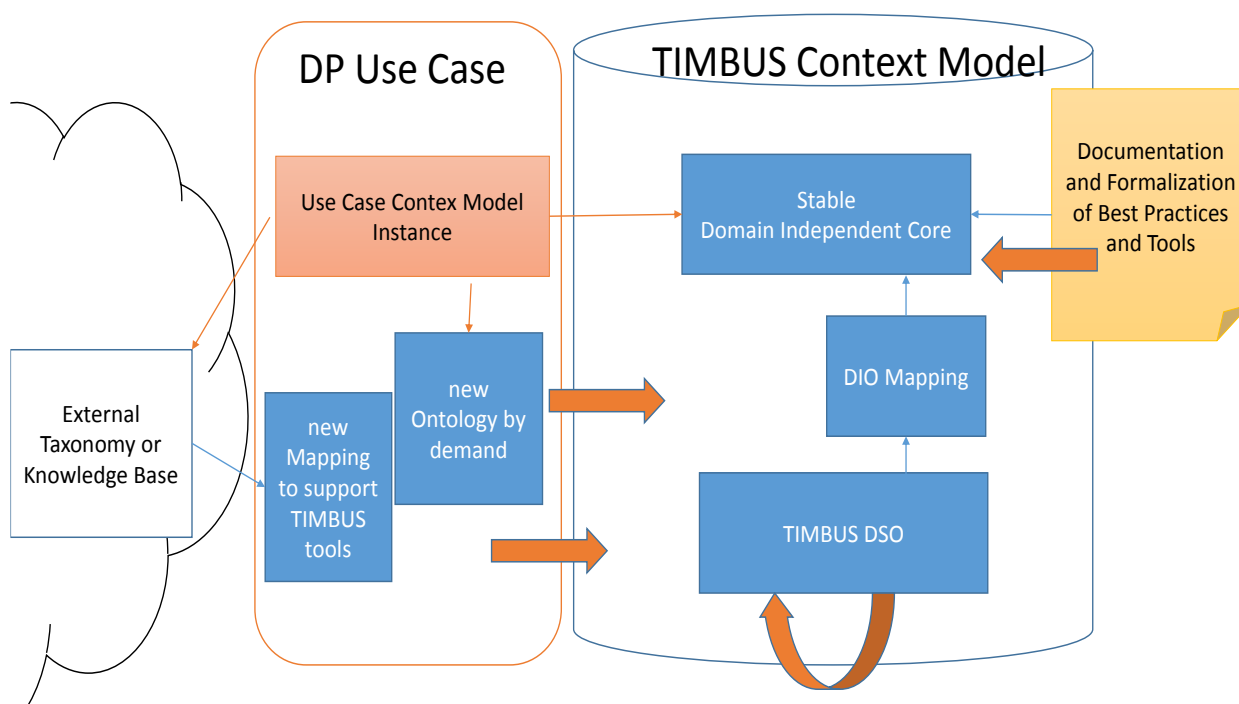 DP Use Case
TIMBUS Context Model
Use Case Contex Model
Instance
Stable
Domain Independent Core
Documentation
and Formalization
of Best Practices
and Tools
External
Taxonomy or
Knowledge Base
new
Mapping
to support
TIMBUS
tools
new
Ontology by
demand
DIO Mapping
TIMBUS DSO